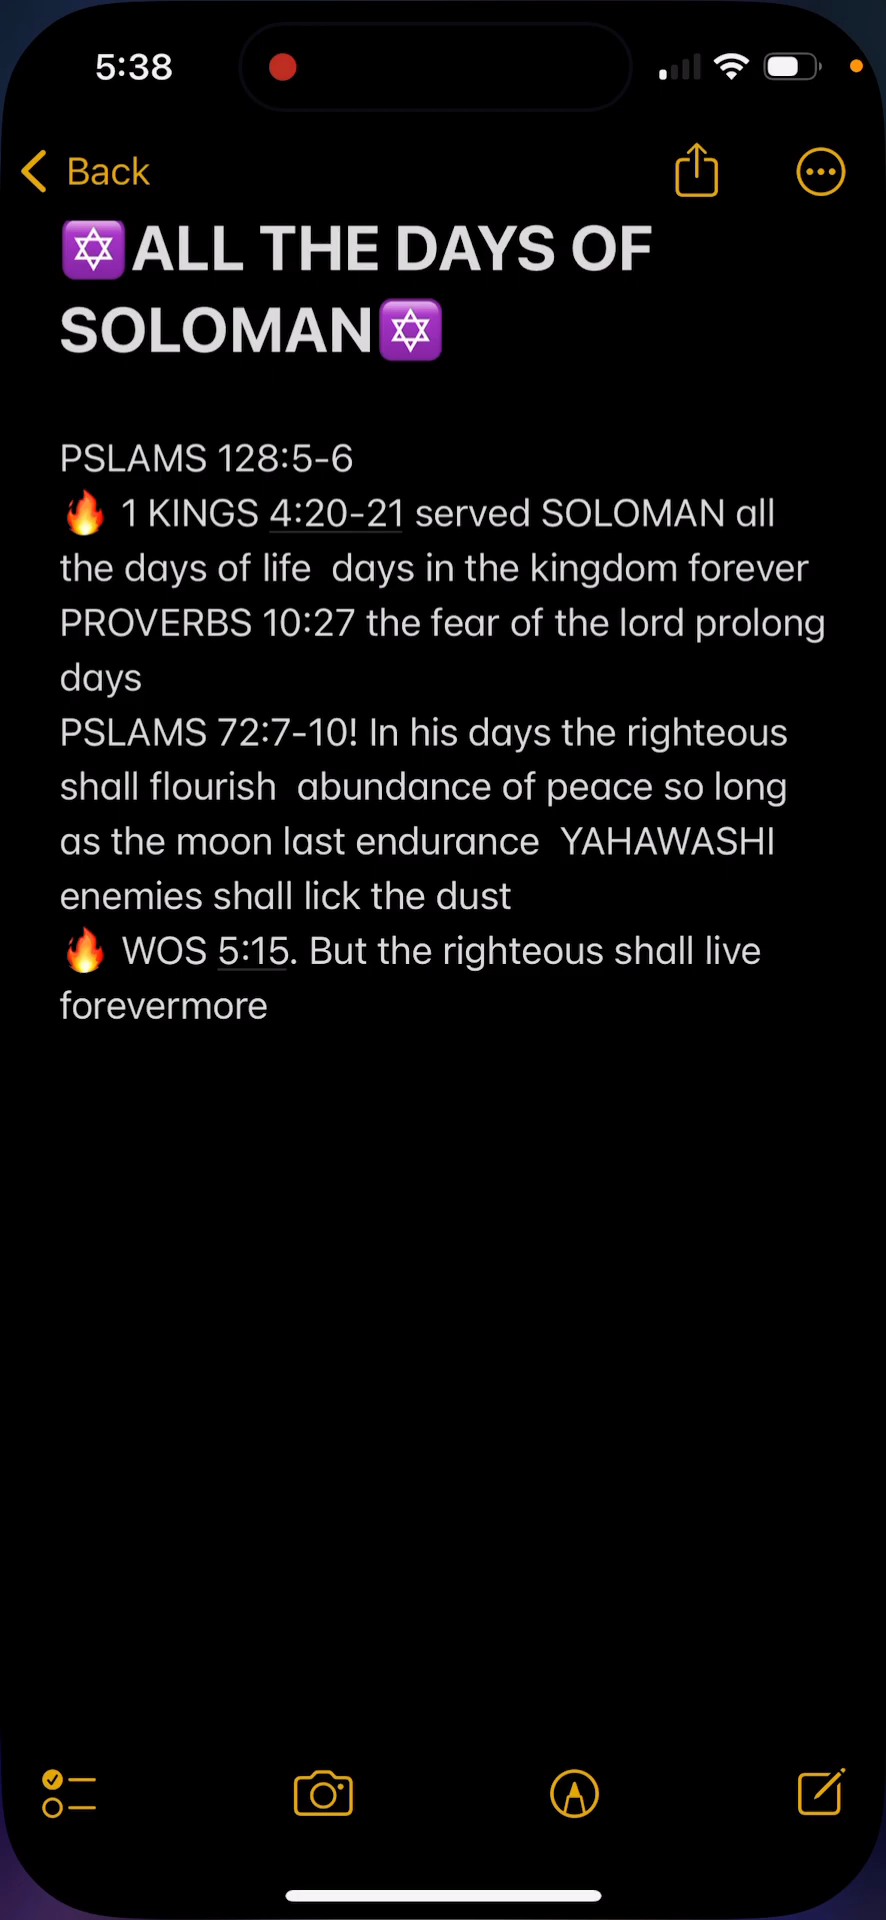 5:38
Back
✡️ALL THE DAYS OF
SOLOMAN✡️
PSLAMS 128:5-6
🔥 1 KINGS 4:20-21 served SOLOMAN all
the days of life  days in the kingdom forever
PROVERBS 10:27 the fear of the lord prolong
days
PSLAMS 72:7-10! In his days the righteous
shall flourish  abundance of peace so long
as the moon last endurance  YAHAWASHI
enemies shall lick the dust
🔥 WOS 5:15. But the righteous shall live
forevermore